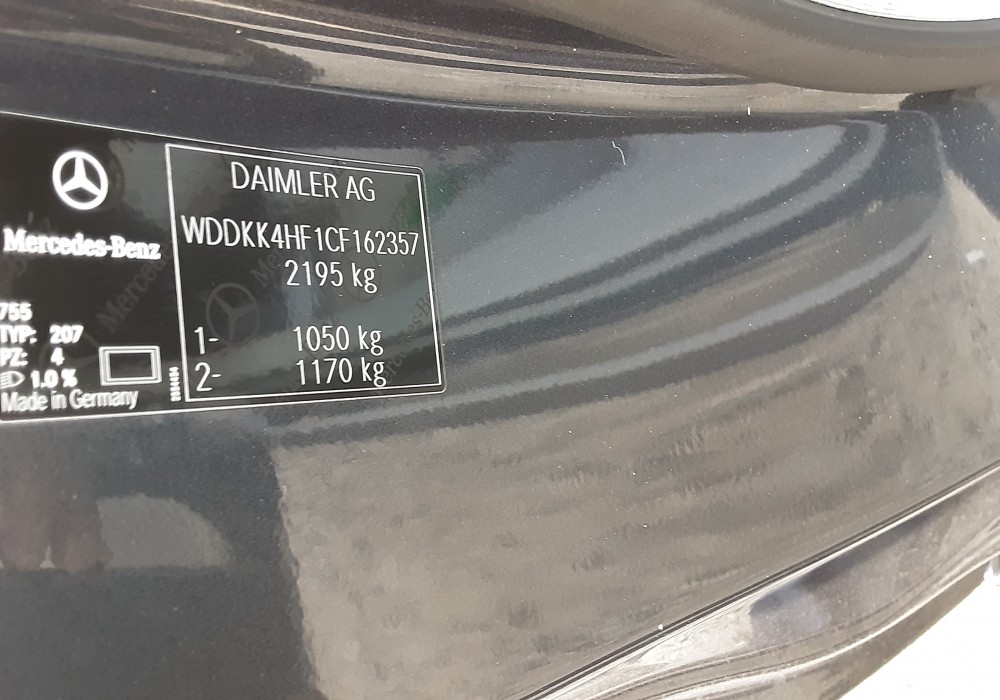 Mercedes-Benz
755
TYP: 207
PZ: 4
1.0 %
Made in Germany
DAIMLER AG
WDDKK4HF1CF162357
2195 kg
1- 1050 kg
2- 1170 kg